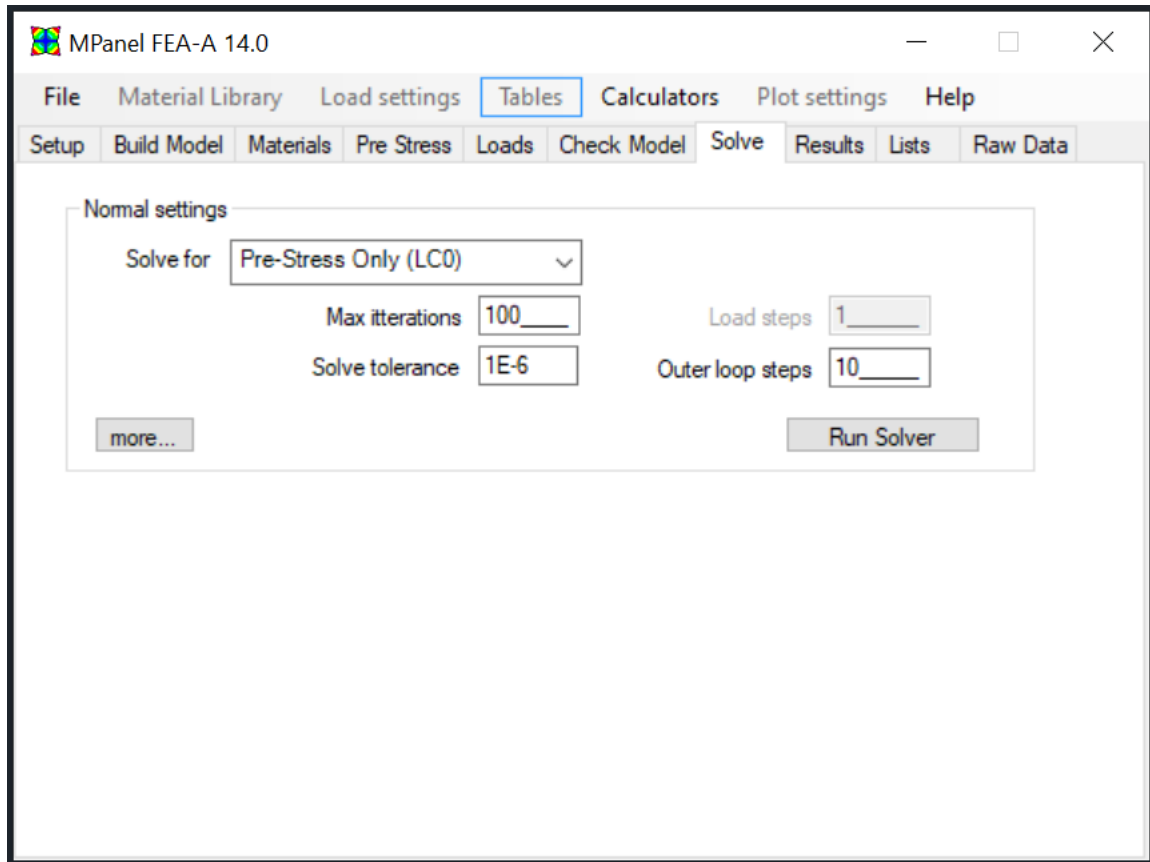 MPanel FEA-A 14.0
File Material Library Load settings Tables Calculators Plot settings Help
Setup Build Model Materials Pre Stress Loads Check Model Solve Results Lists Raw Data
Normal settings
Solve for Pre-Stress Only (LC0)
Max itterations 100____ Load steps 1______
Solve tolerance 1E-6 Outer loop steps 10_____
more... Run Solver